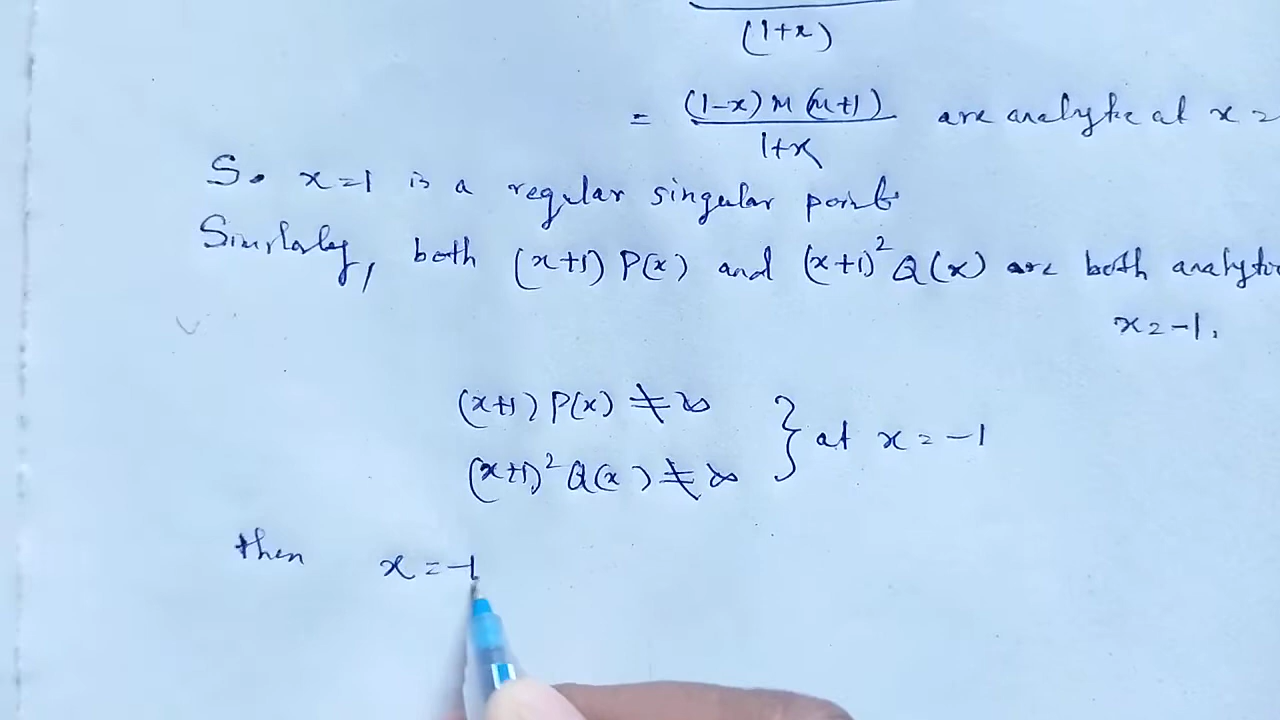 (1+x)
= (1-x) n (n+1) / 1+x are analytic at x =
So x=1 is a regular singular point
Similarly, both (x+1) P(x) and (x+1)² Q(x) are both analytic
x = -1.
(x+1) P(x) ≠ ∞
(x+1)² Q(x) ≠ ∞ } at x = -1
then x = -1